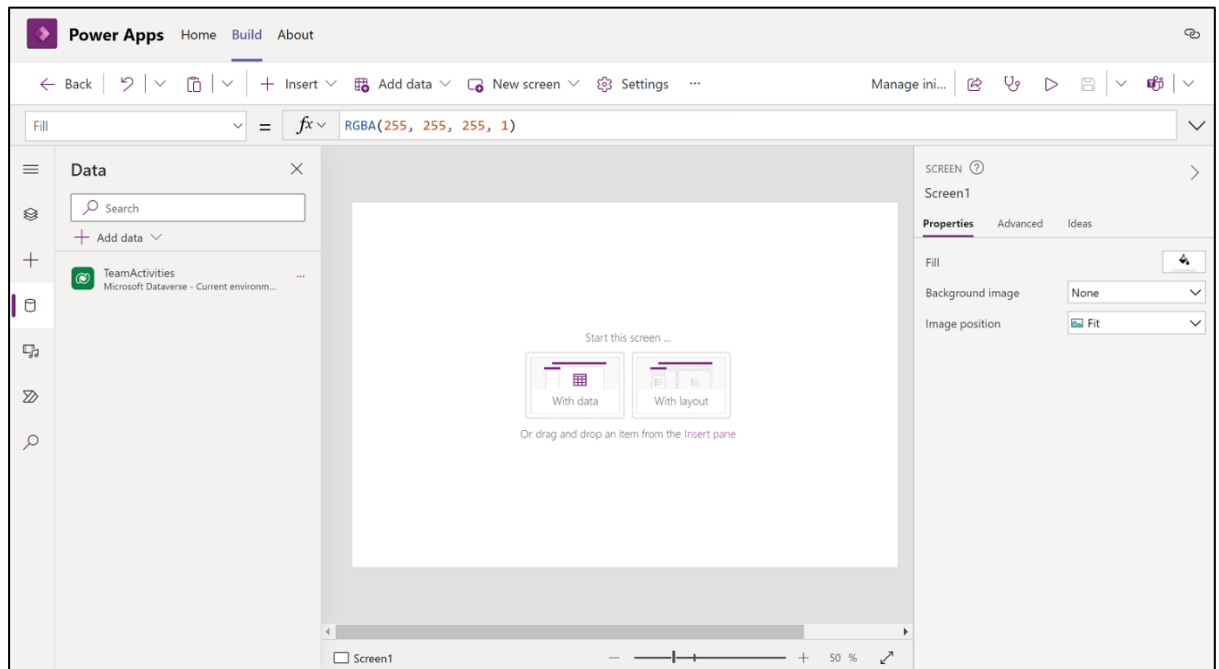 Power Apps Home Build About
Back Insert Add data New screen Settings ... Manage ini...
Fill = fx RGBA(255, 255, 255, 1)
Data
Search
Add data
TeamActivities ...
Microsoft Dataverse - Current environm...
Start this screen ...
With data With layout
Or drag and drop an item from the Insert pane
Screen1 50 %
SCREEN
Screen1
Properties Advanced Ideas
Fill
Background image None
Image position Fit